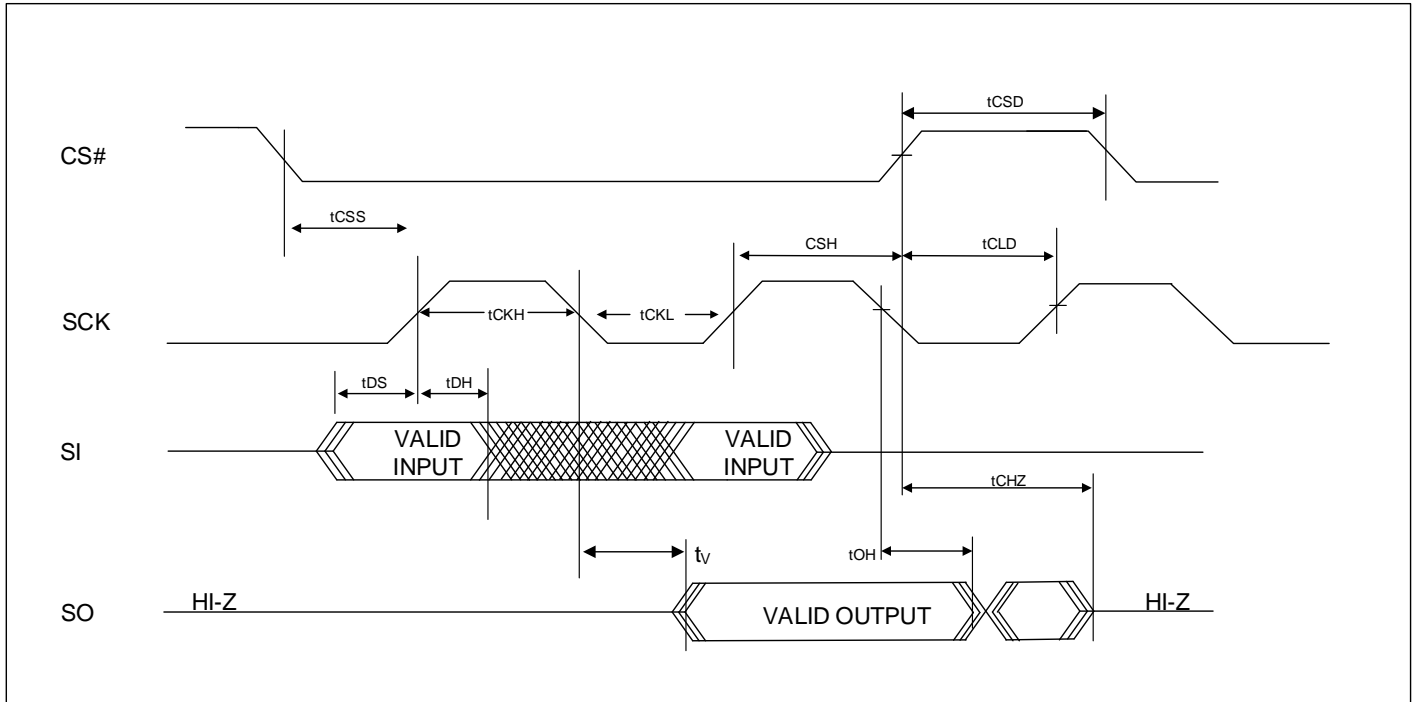 tCSD
CS#
tCSS
CSH
tCLD
SCK
tCKH
tCKL
tDS
tDH
SI
VALID
INPUT
VALID
INPUT
tCHZ
tV
tOH
SO
HI-Z
VALID OUTPUT
HI-Z